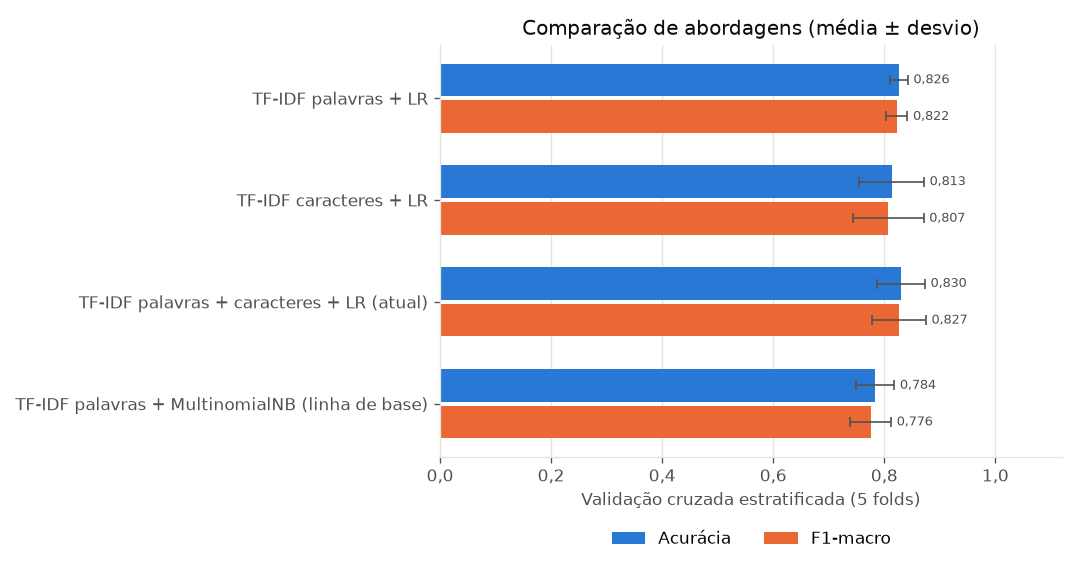 Comparação de abordagens (média ± desvio)
TF-IDF palavras + LR
0,826
0,822
TF-IDF caracteres + LR
0,813
0,807
TF-IDF palavras + caracteres + LR (atual)
0,830
0,827
TF-IDF palavras + MultinomialNB (linha de base)
0,784
0,776
0,0 0,2 0,4 0,6 0,8 1,0
Validação cruzada estratificada (5 folds)
Acurácia F1-macro